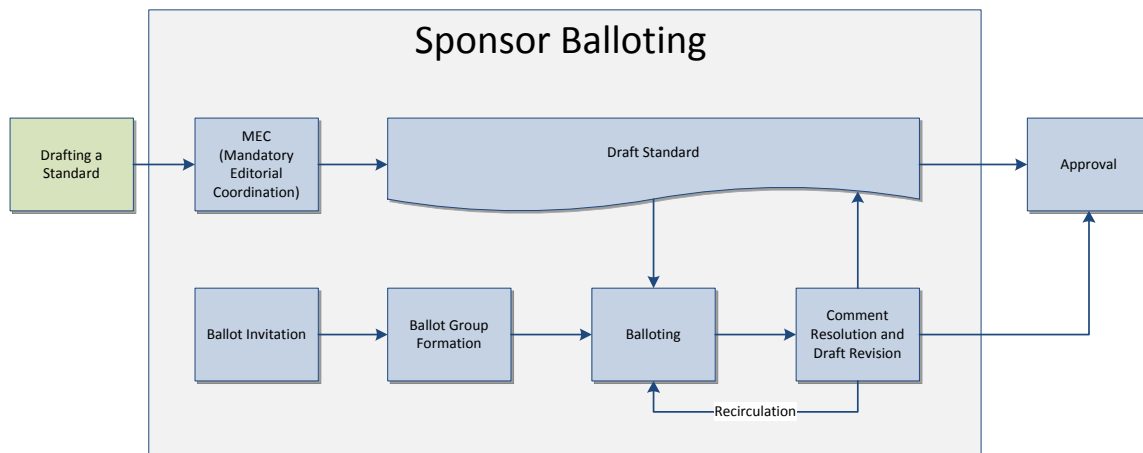 Sponsor Balloting
Drafting a
Standard
MEC
(Mandatory
Editorial
Coordination)
Draft Standard
Approval
Ballot Invitation
Ballot Group
Formation
Balloting
Comment
Resolution and
Draft Revision
Recirculation